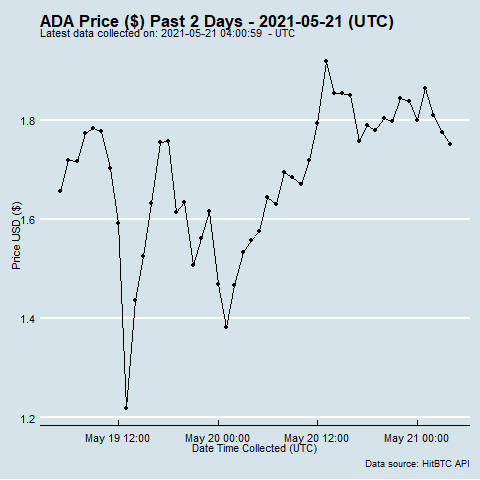 ADA Price ($) Past 2 Days - 2021-05-21 (UTC)
Latest data collected on: 2021-05-21 04:00:59 - UTC
1.8
1.6
1.4
1.2
Price USD ($)
May 19 12:00 May 20 00:00 May 20 12:00 May 21 00:00
Date Time Collected (UTC)
Data source: HitBTC API